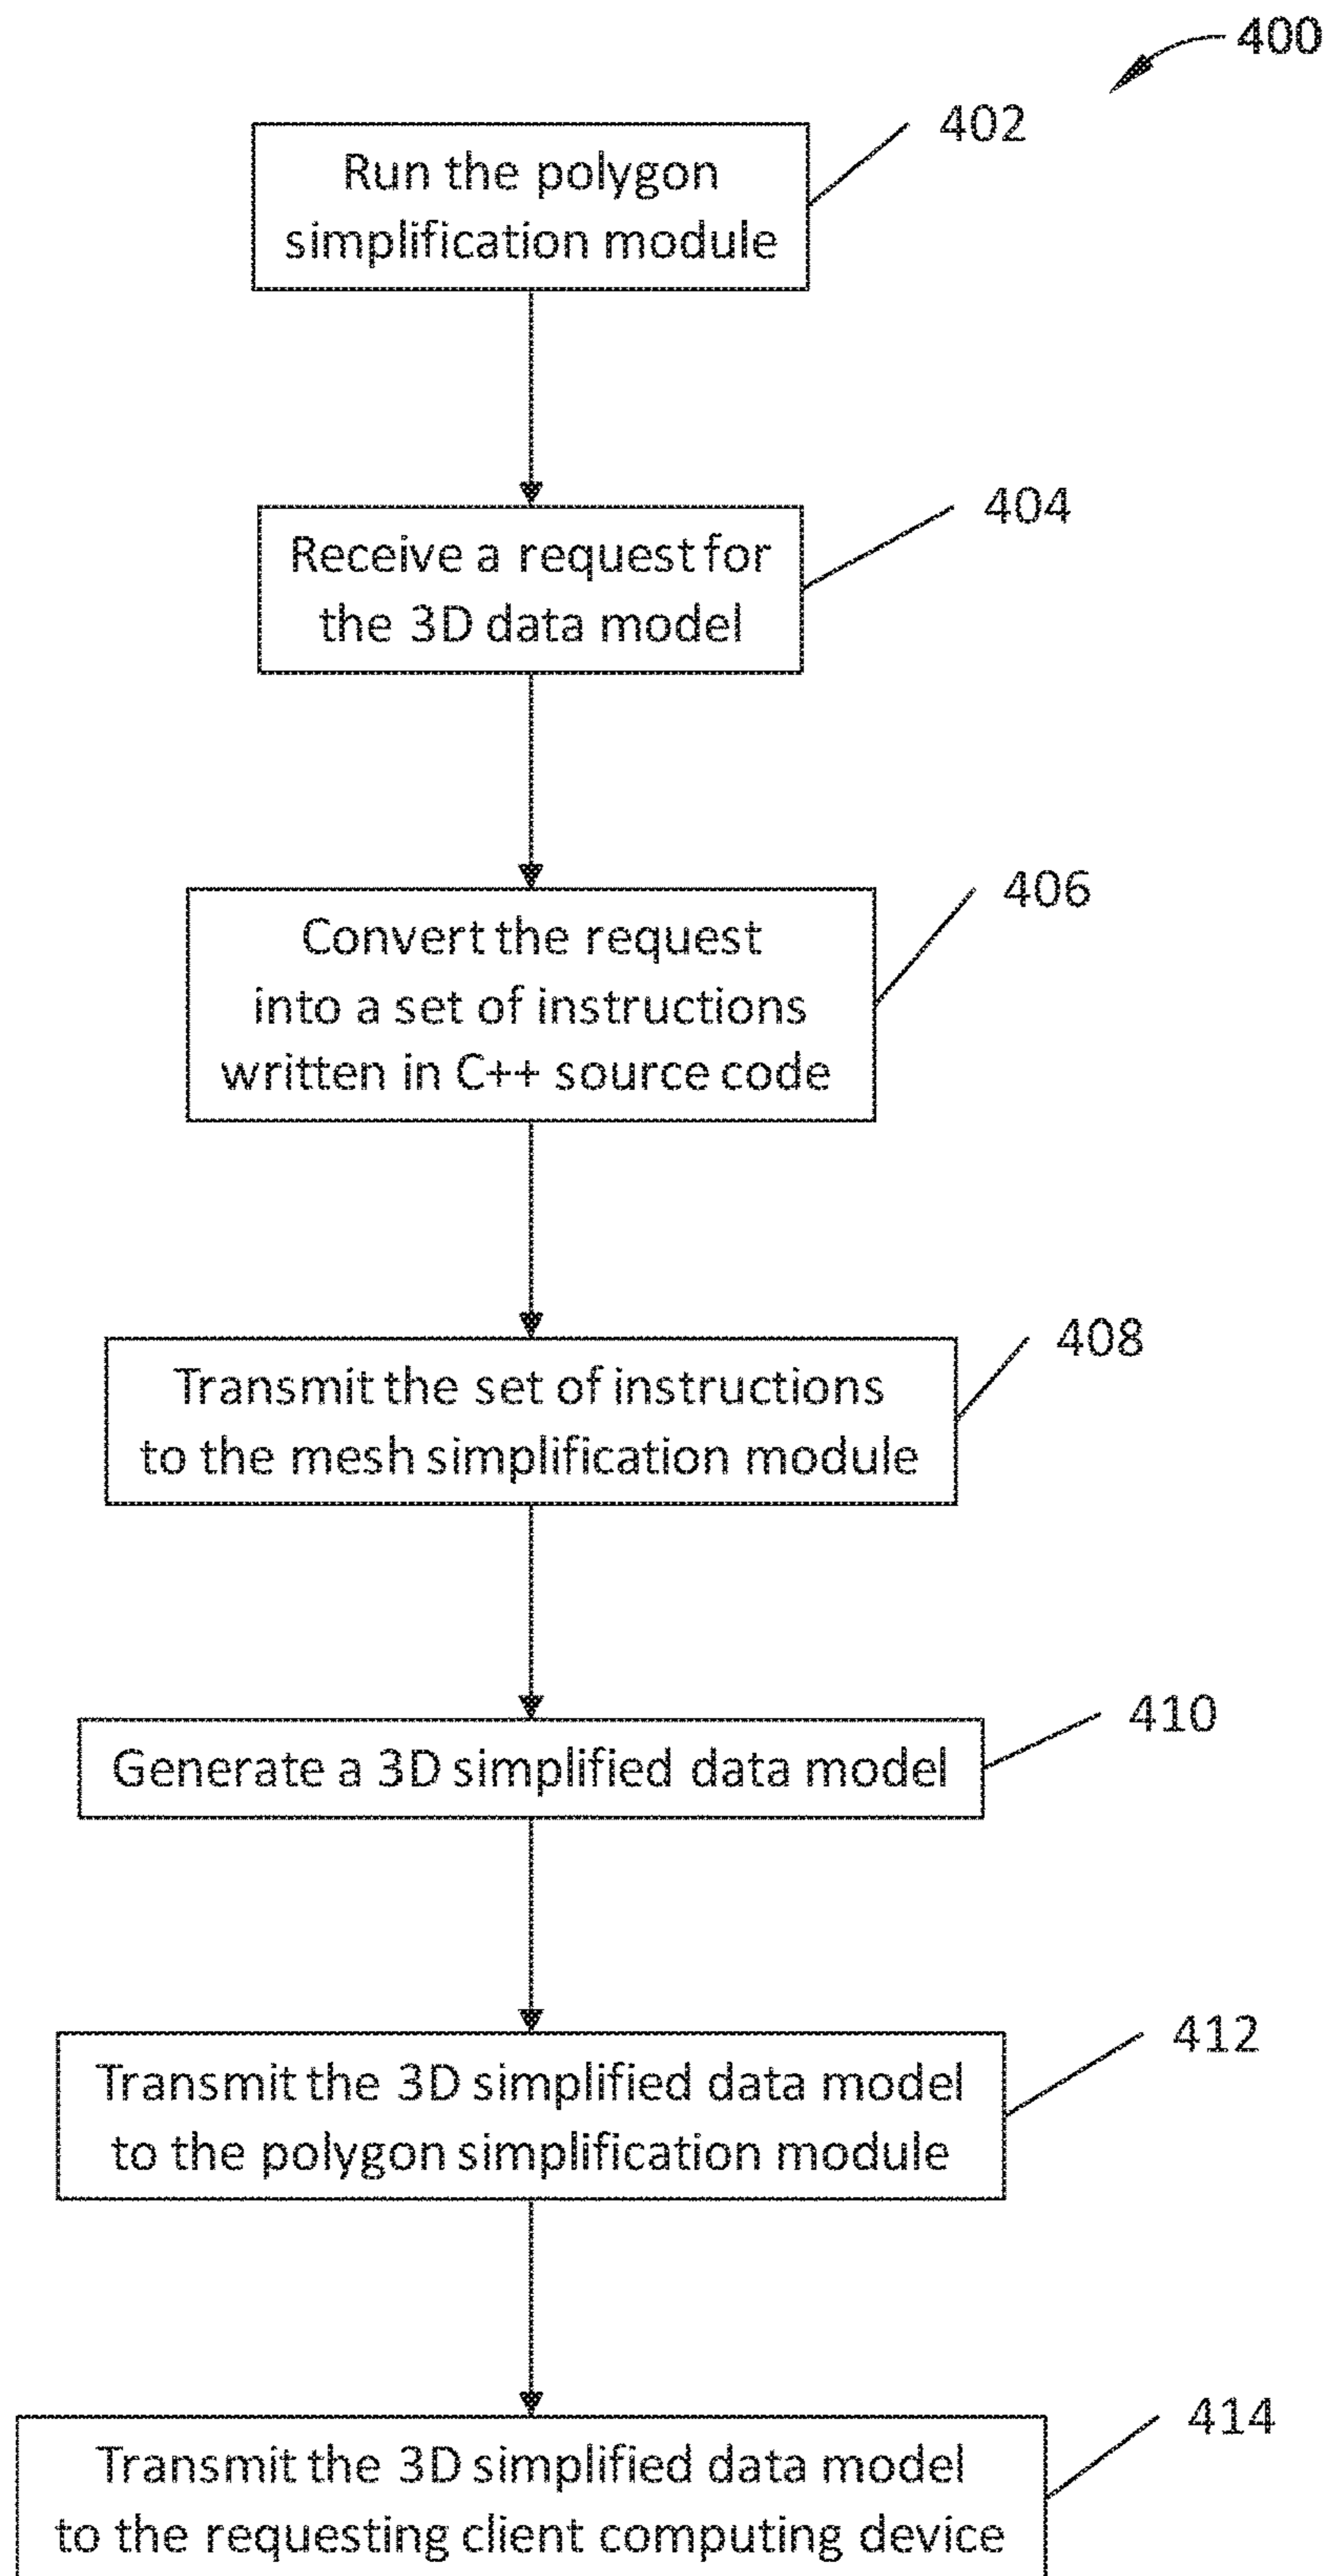 400
402
Run the polygon
simplification module
404
Receive a request for
the 3D data model
406
Convert the request
into a set of instructions
written in C++ source code
408
Transmit the set of instructions
to the mesh simplification module
410
Generate a 3D simplified data model
412
Transmit the 3D simplified data model
to the polygon simplification module
414
Transmit the 3D simplified data model
to the requesting client computing device